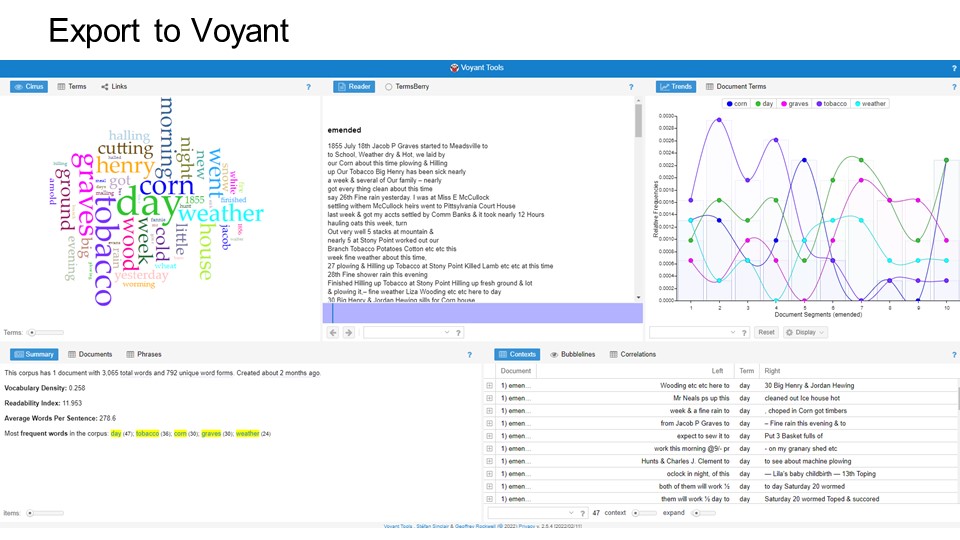 Export to Voyant
Voyant Tools
?
Cirrus Terms Links ?
halling
cutting
henry
morning
night
new
went
snow
white
finished
got
corn
day
1855
weather
graves
ground
arnold
tobacco
big
evening
wood
week
cold
little
jacob
house
rain
wheat
yesterday
worming
Terms:
Reader TermsBerry ?
emended
1855 July 18th Jacob P Graves started to Meadsville to
to School, Weather dry & hot, we laid by
our Corn about this time plowing & Hilling
up Our Tobacco Big Henry has been sick nearly
a week & several of Our family – nearly
got every thing clean about this time
say 26th Fine rain yesterday. I was at Miss E McCullock
settling withem McCullock heirs went to Pittsylvania Court House
last week & got my accts settled by Comm Banks & it took nearly 12 Hours
hauling oats this week, turn
Out very well 5 stacks at mountain &
nearly 5 at Stony Point worked out our
Branch Tobacco Potatoes Cotton etc etc this
week fine weather about this time,
27 plowing & Hilling up Tobacco at Stony Point Killed Lamb etc etc at this time
28th Fine shower rain this evening
Finished Hilling up Tobacco at Stony Point Hilling up fresh ground & lot
& plowing it.– fine weather Liza Wooding etc etc here to day
30 Big Henry & Jordan Hewing sills for Corn house
?
Trends Document Terms ?
corn day graves tobacco weather
Relative Frequencies
0.0030
0.0028
0.0026
0.0024
0.0022
0.0020
0.0018
0.0016
0.0014
0.0012
0.0010
0.0008
0.0006
0.0004
0.0002
0.0000
1 2 3 4 5 6 7 8 9 10
Document Segments (emended)
? Reset Display
Summary Documents Phrases ?
This corpus has 1 document with 3,065 total words and 792 unique word forms. Created about 2 months ago.
Vocabulary Density: 0.258
Readability Index: 11.953
Average Words Per Sentence: 278.6
Most frequent words in the corpus: day (47); tobacco (36); corn (30); graves (30); weather (24)
items:
Contexts Bubblelines Correlations ?
Document Left Term Right
1) emen... Wooding etc etc here to day 30 Big Henry & Jordan Hewing
1) emen... Mr Neals ps up this day cleaned out Ice house hot
1) emen... week & a fine rain to day , choped in Corn got timbers
1) emen... from Jacob P Graves to day – Fine rain this evening & to
1) emen... expect to sew it to day Put 3 Basket fulls of
1) emen... work this morning @9/- pr day - on my granary shed etc
1) emen... Hunts & Charles J. Clement to day to see about machine plowing
1) emen... oclock in night, of this day — Lila's baby childbirth — 13th Toping
1) emen... both of them will work ½ day to day Saturday 20 wormed
1) emen... them will work ½ day to day Saturday 20 wormed Toped & succored
? 47 context expand
Voyant Tools , Stéfan Sinclair & Geoffrey Rockwell (© 2022) Privacy v. 2.5.4 (2022/02/11)